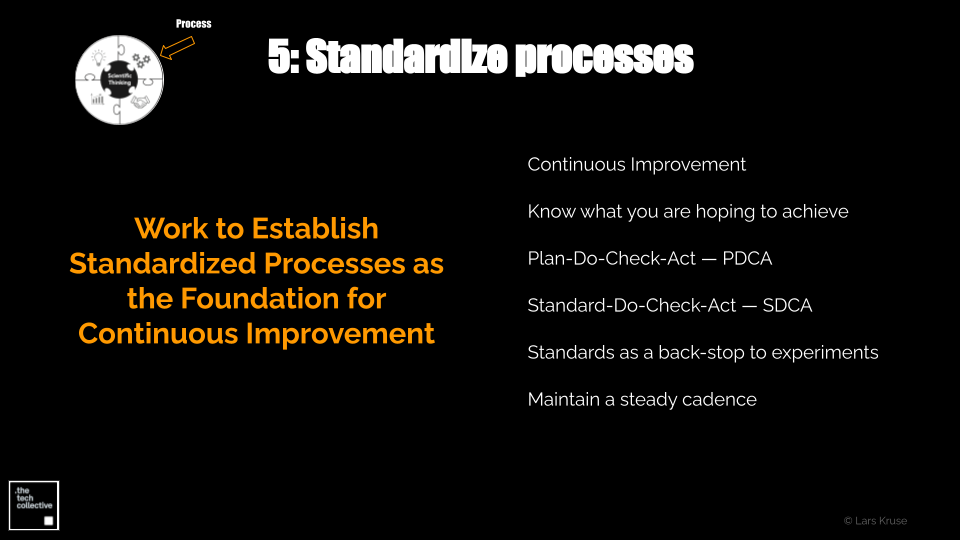 Process
5: Standardize processes
Scientific
Thinking
Work to Establish
Standardized Processes as
the Foundation for
Continuous Improvement
Continuous Improvement
Know what you are hoping to achieve
Plan-Do-Check-Act — PDCA
Standard-Do-Check-Act — SDCA
Standards as a back-stop to experiments
Maintain a steady cadence
.the
tech
collective
© Lars Kruse